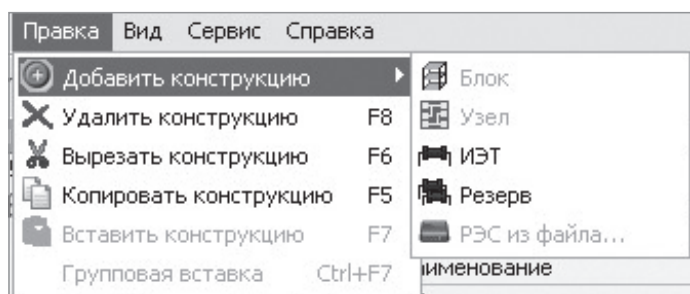 Правка Вид Сервис Справка
Добавить конструкцию
Удалить конструкцию F8
Вырезать конструкцию F6
Копировать конструкцию F5
Вставить конструкцию F7
Групповая вставка Ctrl+F7
Блок
Узел
ИЭТ
Резерв
РЭС из файла...
именование